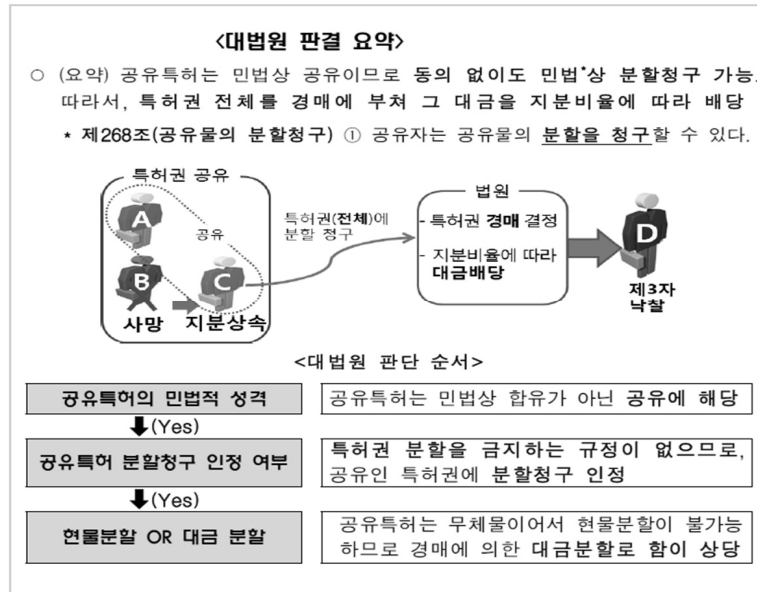 <대법원 판결 요약>
○ (요약) 공유특허는 민법상 공유이므로 동의 없이도 민법*상 분할청구 가능.
따라서, 특허권 전체를 경매에 부쳐 그 대금을 지분비율에 따라 배당
* 제268조(공유물의 분할청구) ① 공유자는 공유물의 분할을 청구할 수 있다.
특허권 공유
A
공유
B
C
사망
지분상속
특허권(전체)에
분할 청구
법원
- 특허권 경매 결정
- 지분비율에 따라
대금배당
D
제3자
낙찰
<대법원 판단 순서>
공유특허의 민법적 성격
공유특허는 민법상 합유가 아닌 공유에 해당
(Yes)
공유특허 분할청구 인정 여부
특허권 분할을 금지하는 규정이 없으므로,
공유인 특허권에 분할청구 인정
(Yes)
현물분할 OR 대금 분할
공유특허는 무체물이어서 현물분할이 불가능
하므로 경매에 의한 대금분할로 함이 상당